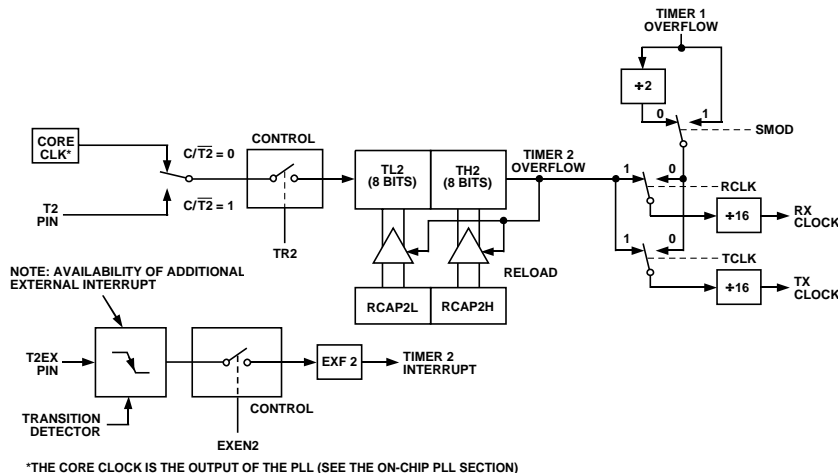 TIMER 1
OVERFLOW
÷2
0
1
SMOD
CORE
CLK*
C/T2 = 0
CONTROL
TL2
(8 BITS)
TH2
(8 BITS)
TIMER 2
OVERFLOW
1
0
RCLK
T2
PIN
C/T2 = 1
÷16
RX
CLOCK
TR2
RELOAD
1
0
TCLK
NOTE: AVAILABILITY OF ADDITIONAL
EXTERNAL INTERRUPT
RCAP2L
RCAP2H
÷16
TX
CLOCK
T2EX
PIN
EXF 2
TIMER 2
INTERRUPT
CONTROL
TRANSITION
DETECTOR
EXEN2
*THE CORE CLOCK IS THE OUTPUT OF THE PLL (SEE THE ON-CHIP PLL SECTION)